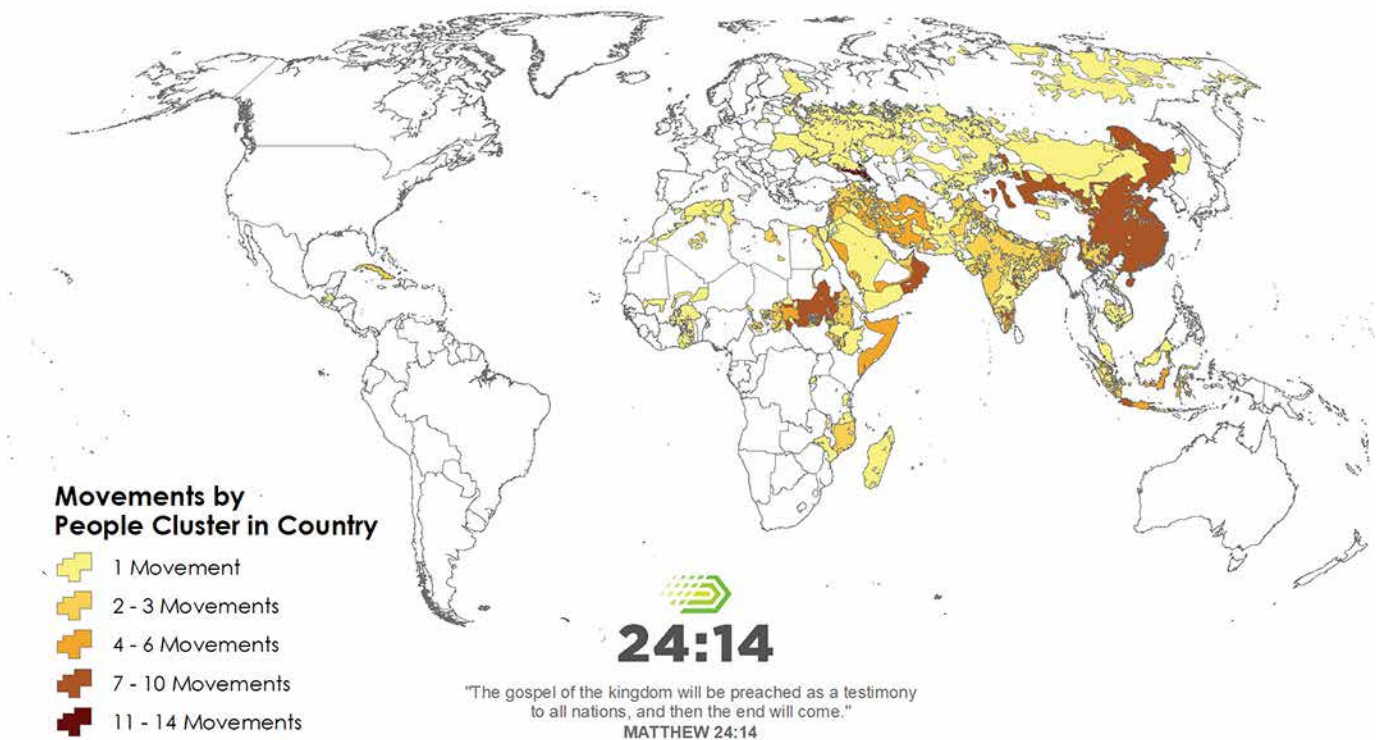 Movements by
People Cluster in Country
1 Movement
2 - 3 Movements
4 - 6 Movements
7 - 10 Movements
11 - 14 Movements
24:14
"The gospel of the kingdom will be preached as a testimony
to all nations, and then the end will come."
MATTHEW 24:14